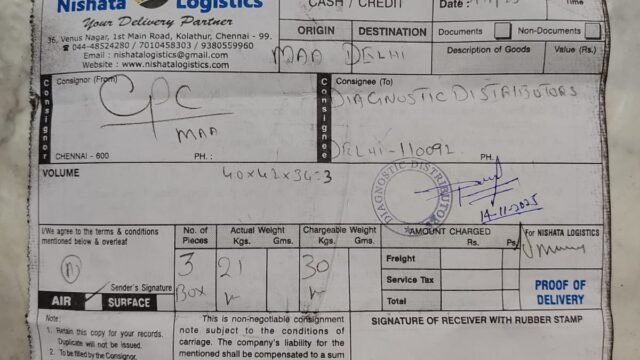 Nishata Logistics
Your Delivery Partner
36, Venus Nagar, 1st Main Road, Kolathur, Chennai - 99.
☎ 044-48524280 / 7010458303 / 9380559960
Email : nishatalogistics@gmail.com
Website : www.nishatalogistics.com
CASH / CREDIT
Date :
Time
ORIGIN
DESTINATION
MAA DELHI
Documents
Non-Documents
Description of Goods
Value (Rs.)
Consignor
Consignor (From)
CPC
MAA
CHENNAI - 600
PH. :
Consignee
Consignee (To)
DIAGNOSTIC DISTRIBUTORS
DELHI-110092
PH.
VOLUME
40x42x34=3
DIAGNOSTIC DISTRIBUTORS
14-11-2025
I/We agree to the terms & conditions
mentioned below & overleaf
Sender's Signature
AIR
SURFACE
No. of
Pieces
3
BOX
Actual Weight
Kgs. Gms.
21
Chargeable Weight
Kgs. Gms.
30
AMOUNT CHARGED
Rs. Ps.
Freight
Service Tax
Total
For NISHATA LOGISTICS
PROOF OF
DELIVERY
Note :
1. Retain this copy for your records.
Duplicate will not be issued.
2. To be filled by the Consignor.
This is non-negotiable consignment
note subject to the conditions of
carriage. The company's liability for
the mentioned shall be compensated to a sum
SIGNATURE OF RECEIVER WITH RUBBER STAMP